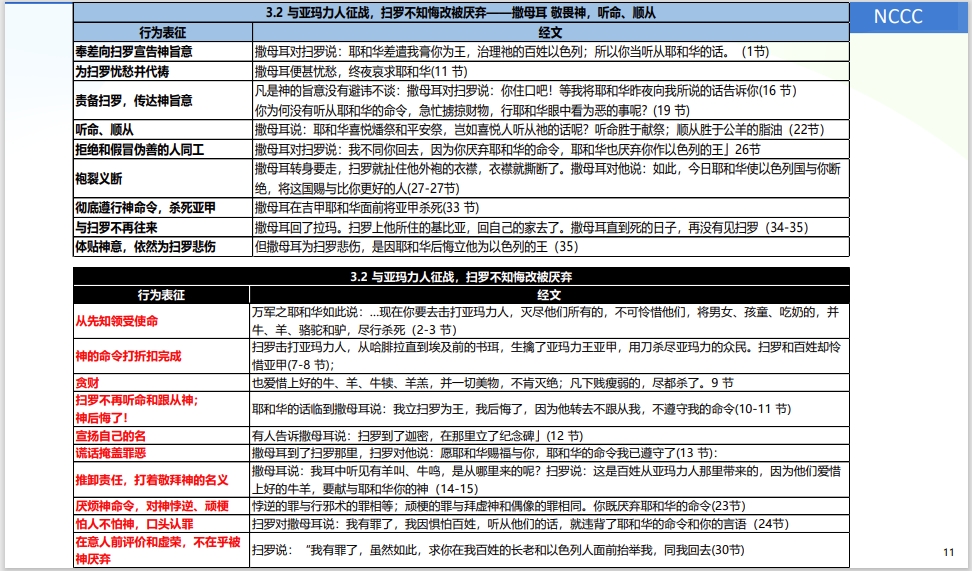 3.2 与亚玛力人征战，扫罗不知悔改被厌弃——撒母耳 敬畏神，听命、顺从
NCCC
行为表征 经文
奉差向扫罗宣告神旨意 撒母耳对扫罗说：耶和华差遣我膏你为王，治理祂的百姓以色列；所以你当听从耶和华的话。（1节）
为扫罗忧愁并代祷 撒母耳便甚忧愁，终夜哀求耶和华(11 节)
责备扫罗，传达神旨意 凡是神的旨意没有避讳不谈：撒母耳对扫罗说：你住口吧！等我将耶和华昨夜向我所说的话告诉你(16 节）
你为何没有听从耶和华的命令，急忙掳掠财物，行耶和华眼中看为恶的事呢？(19 节）
听命、顺从 撒母耳说：耶和华喜悦燔祭和平安祭，岂如喜悦人听从祂的话呢？听命胜于献祭；顺从胜于公羊的脂油（22节）
拒绝和假冒伪善的人同工 撒母耳对扫罗说：我不同你回去，因为你厌弃耶和华的命令，耶和华也厌弃你作以色列的王」26节
袍裂义断 撒母耳转身要走，扫罗就扯住他外袍的衣襟，衣襟就撕断了。撒母耳对他说：如此，今日耶和华使以色列国与你断
绝，将这国赐与比你更好的人(27-27节)
彻底遵行神命令，杀死亚甲 撒母耳在吉甲耶和华面前将亚甲杀死(33 节)
与扫罗不再往来 撒母耳回了拉玛。扫罗上他所住的基比亚，回自己的家去了。撒母耳直到死的日子，再没有见扫罗（34-35）
体贴神意，依然为扫罗悲伤 但撒母耳为扫罗悲伤，是因耶和华后悔立他为以色列的王（35）
3.2 与亚玛力人征战，扫罗不知悔改被厌弃
行为表征 经文
从先知领受使命 万军之耶和华如此说：…现在你要去击打亚玛力人，灭尽他们所有的，不可怜惜他们，将男女、孩童、吃奶的，并
牛、羊、骆驼和驴，尽行杀死（2-3 节）
神的命令打折扣完成 扫罗击打亚玛力人，从哈腓拉直到埃及前的书珥，生擒了亚玛力王亚甲，用刀杀尽亚玛力的众民。扫罗和百姓却怜
惜亚甲(7-8 节)；
贪财 也爱惜上好的牛、羊、牛犊、羊羔，并一切美物，不肯灭绝；凡下贱瘦弱的，尽都杀了。9 节
扫罗不再听命和跟从神；
神后悔了！ 耶和华的话临到撒母耳说：我立扫罗为王，我后悔了，因为他转去不跟从我，不遵守我的命令(10-11 节)
宣扬自己的名 有人告诉撒母耳说：扫罗到了迦密，在那里立了纪念碑」(12 节)
谎话掩盖罪恶 撒母耳到了扫罗那里，扫罗对他说：愿耶和华赐福与你，耶和华的命令我已遵守了(13 节)：
推卸责任，打着敬拜神的名义 撒母耳说：我耳中听见有羊叫、牛鸣，是从哪里来的呢？扫罗说：这是百姓从亚玛力人那里带来的，因为他们爱惜
上好的牛羊，要献与耶和华你的神（14-15）
厌烦神命令，对神悖逆、顽梗 悖逆的罪与行邪术的罪相等；顽梗的罪与拜虚神和偶像的罪相同。你既厌弃耶和华的命令(23节）
怕人不怕神，口头认罪 扫罗对撒母耳说：我有罪了，我因惧怕百姓，听从他们的话，就违背了耶和华的命令和你的言语（24节）
在意人前评价和虚荣，不在乎被
神厌弃 扫罗说：“我有罪了，虽然如此，求你在我百姓的长老和以色列人面前抬举我，同我回去(30节)
11